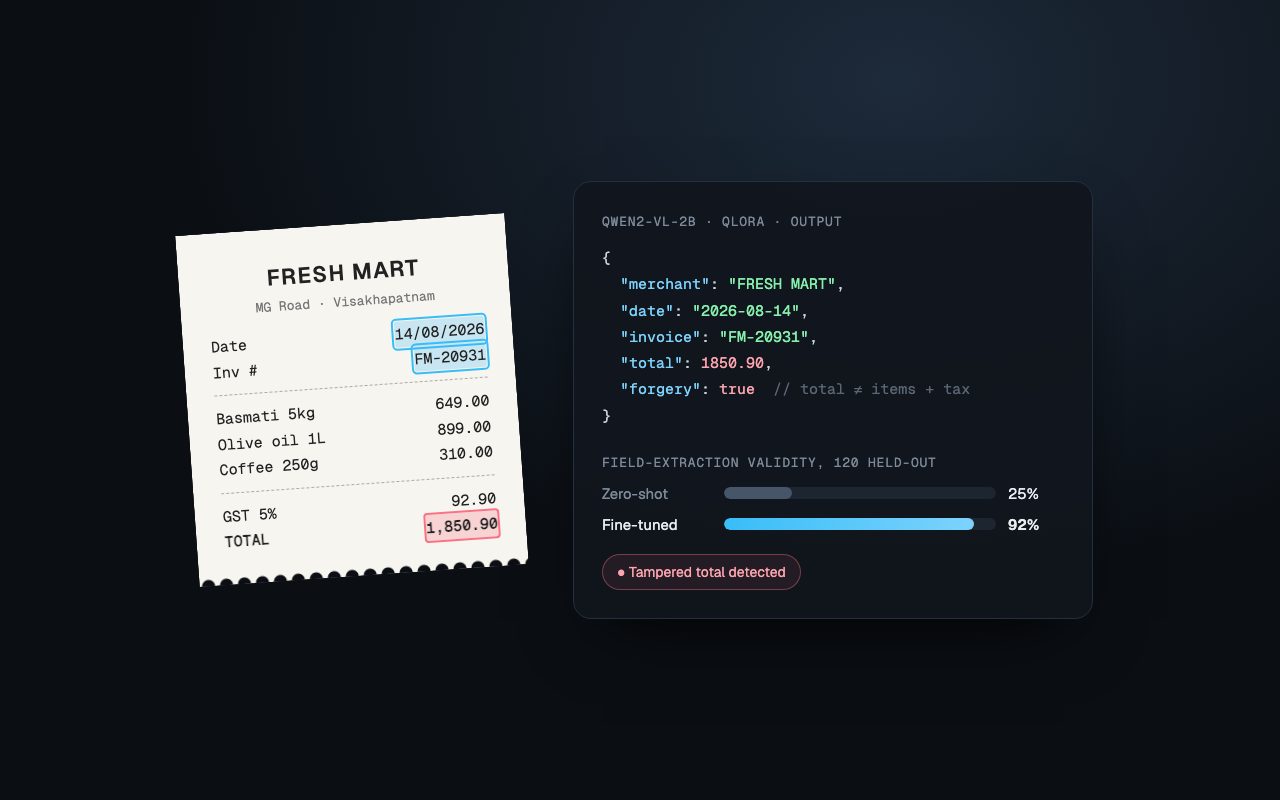 FRESH MART
MG Road · Visakhapatnam
Date 14/08/2026
Inv # FM-20931
Basmati 5kg 649.00
Olive oil 1L 899.00
Coffee 250g 310.00
GST 5% 92.90
TOTAL 1,850.90
QWEN2-VL-2B · QLORA · OUTPUT
{
"merchant": "FRESH MART",
"date": "2026-08-14",
"invoice": "FM-20931",
"total": 1850.90,
"forgery": true // total ≠ items + tax
}
FIELD-EXTRACTION VALIDITY, 120 HELD-OUT
Zero-shot 25%
Fine-tuned 92%
● Tampered total detected